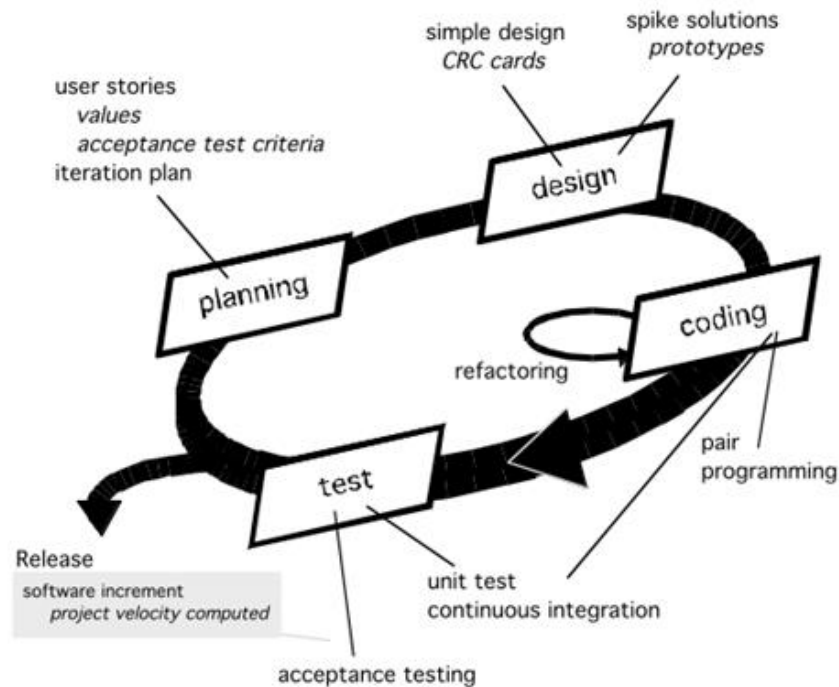 simple design
CRC cards
spike solutions
prototypes
user stories
values
acceptance test criteria
iteration plan
design
planning
coding
refactoring
pair
programming
test
Release
software increment
project velocity computed
unit test
continuous integration
acceptance testing